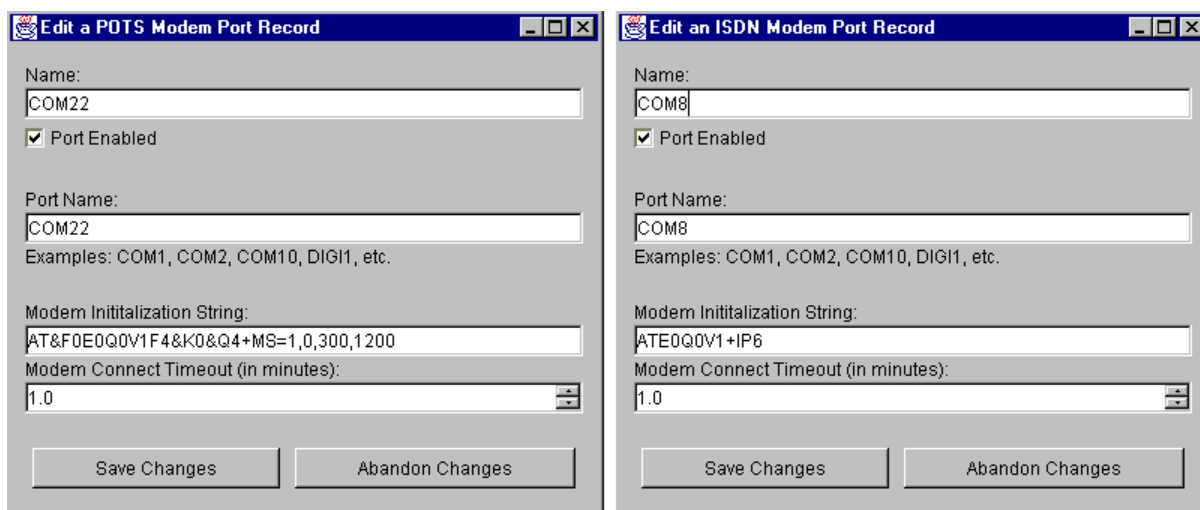 Edit a POTS Modem Port Record
Name:
COM22
Port Enabled
Port Name:
COM22
Examples: COM1, COM2, COM10, DIGI1, etc.
Modem Inititalization String:
AT&F0E0Q0V1F4&K0&Q4+MS=1,0,300,1200
Modem Connect Timeout (in minutes):
1.0
Save Changes
Abandon Changes
Edit an ISDN Modem Port Record
Name:
COM8
Port Enabled
Port Name:
COM8
Examples: COM1, COM2, COM10, DIGI1, etc.
Modem Inititalization String:
ATE0Q0V1+IP6
Modem Connect Timeout (in minutes):
1.0
Save Changes
Abandon Changes